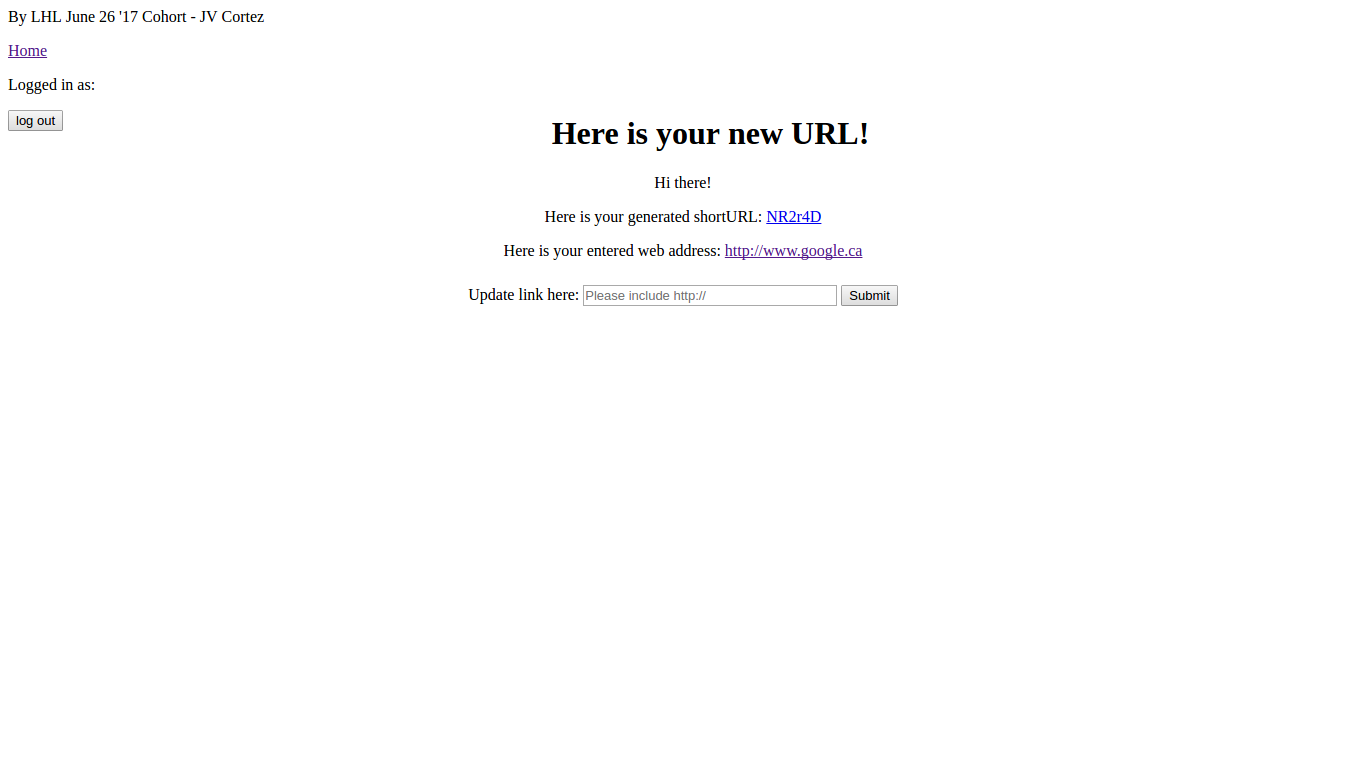 By LHL June 26 '17 Cohort - JV Cortez
Home
Logged in as:
log out
Here is your new URL!
Hi there!
Here is your generated shortURL: NR2r4D
Here is your entered web address: http://www.google.ca
Update link here: Please include http:// Submit